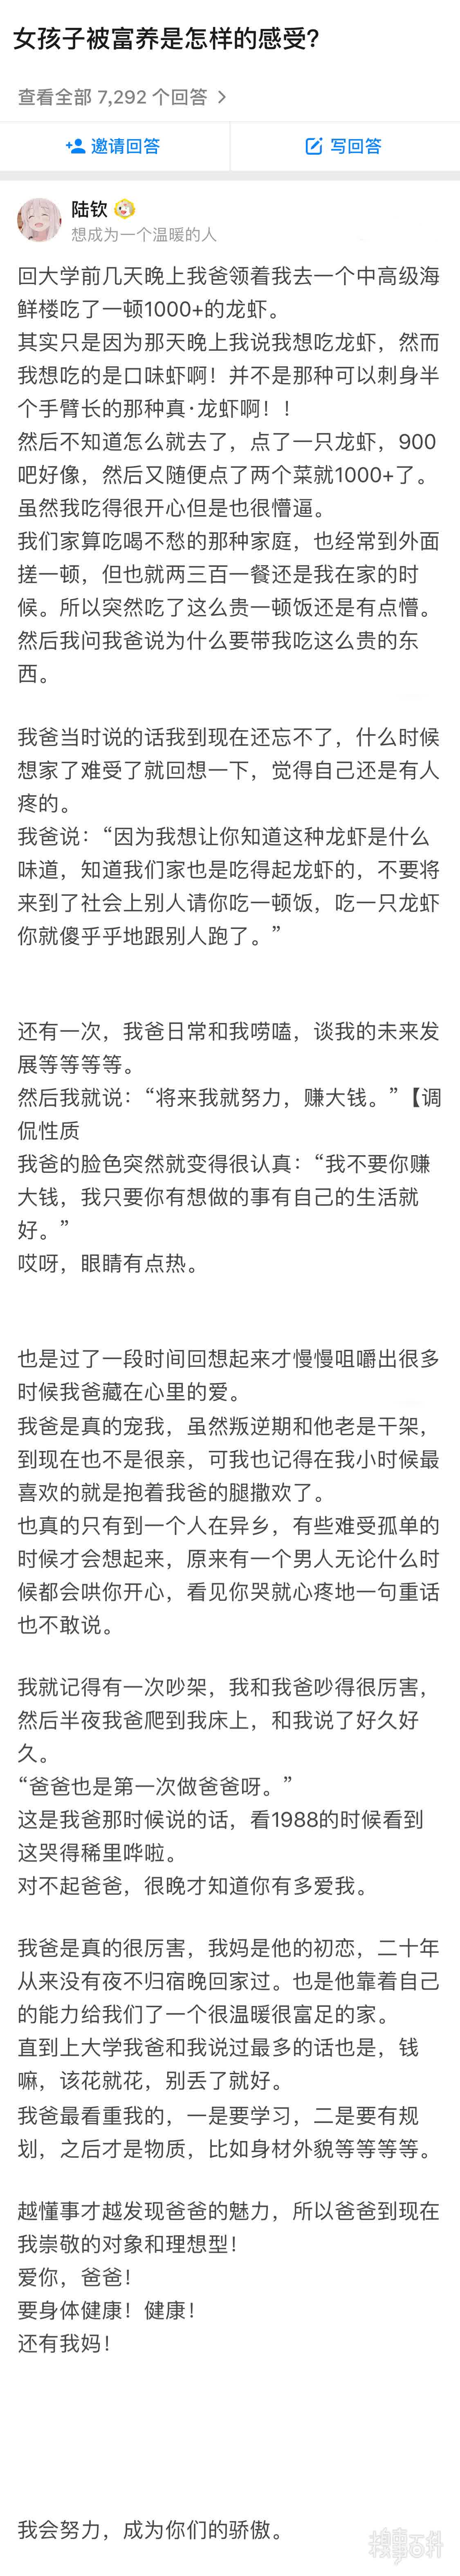 女孩子被富养是怎样的感受?
查看全部 7,292 个回答 >
邀请回答
写回答
陆钦
想成为一个温暖的人
回大学前几天晚上我爸领着我去一个中高级海
鲜楼吃了一顿1000+的龙虾。
其实只是因为那天晚上我说我想吃龙虾，然而
我想吃的是口味虾啊！并不是那种可以刺身半
个手臂长的那种真·龙虾啊！！
然后不知道怎么就去了，点了一只龙虾，900
吧好像，然后又随便点了两个菜就1000+了。
虽然我吃得很开心但是也很懵逼。
我们家算吃喝不愁的那种家庭，也经常到外面
搓一顿，但也就两三百一餐还是我在家的时
候。所以突然吃了这么贵一顿饭还是有点懵。
然后我问我爸说为什么要带我吃这么贵的东
西。
我爸当时说的话我到现在还忘不了，什么时候
想家了难受了就回想一下，觉得自己还是有人
疼的。
我爸说：“因为我想让你知道这种龙虾是什么
味道，知道我们家也是吃得起龙虾的，不要将
来到了社会上别人请你吃一顿饭，吃一只龙虾
你就傻乎乎地跟别人跑了。”
还有一次，我爸日常和我唠嗑，谈我的未来发
展等等等等。
然后我就说：“将来我就努力，赚大钱。”【调
侃性质
我爸的脸色突然就变得很认真：“我不要你赚
大钱，我只要你有想做的事有自己的生活就
好。”
哎呀，眼睛有点热。
也是过了一段时间回想起来才慢慢咀嚼出很多
时候我爸藏在心里的爱。
我爸是真的宠我，虽然叛逆期和他老是干架，
到现在也不是很亲，可我也记得在我小时候最
喜欢的就是抱着我爸的腿撒欢了。
也真的只有到一个人在异乡，有些难受孤单的
时候才会想起来，原来有一个男人无论什么时
候都会哄你开心，看见你哭就心疼地一句重话
也不敢说。
我就记得有一次吵架，我和我爸吵得很厉害，
然后半夜我爸爬到我床上，和我说了好久好
久。
“爸爸也是第一次做爸爸呀。”
这是我爸那时候说的话，看1988的时候看到
这哭得稀里哗啦。
对不起爸爸，很晚才知道你有多爱我。
我爸是真的很厉害，我妈是他的初恋，二十年
从来没有夜不归宿晚回家过。也是他靠着自己
的能力给我们了一个很温暖很富足的家。
直到上大学我爸和我说过最多的话也是，钱
嘛，该花就花，别丢了就好。
我爸最看重我的，一是要学习，二是要有规
划，之后才是物质，比如身材外貌等等等等。
越懂事才越发现爸爸的魅力，所以爸爸到现在
我崇敬的对象和理想型！
爱你，爸爸！
要身体健康！健康！
还有我妈！
我会努力，成为你们的骄傲。
糗事百科